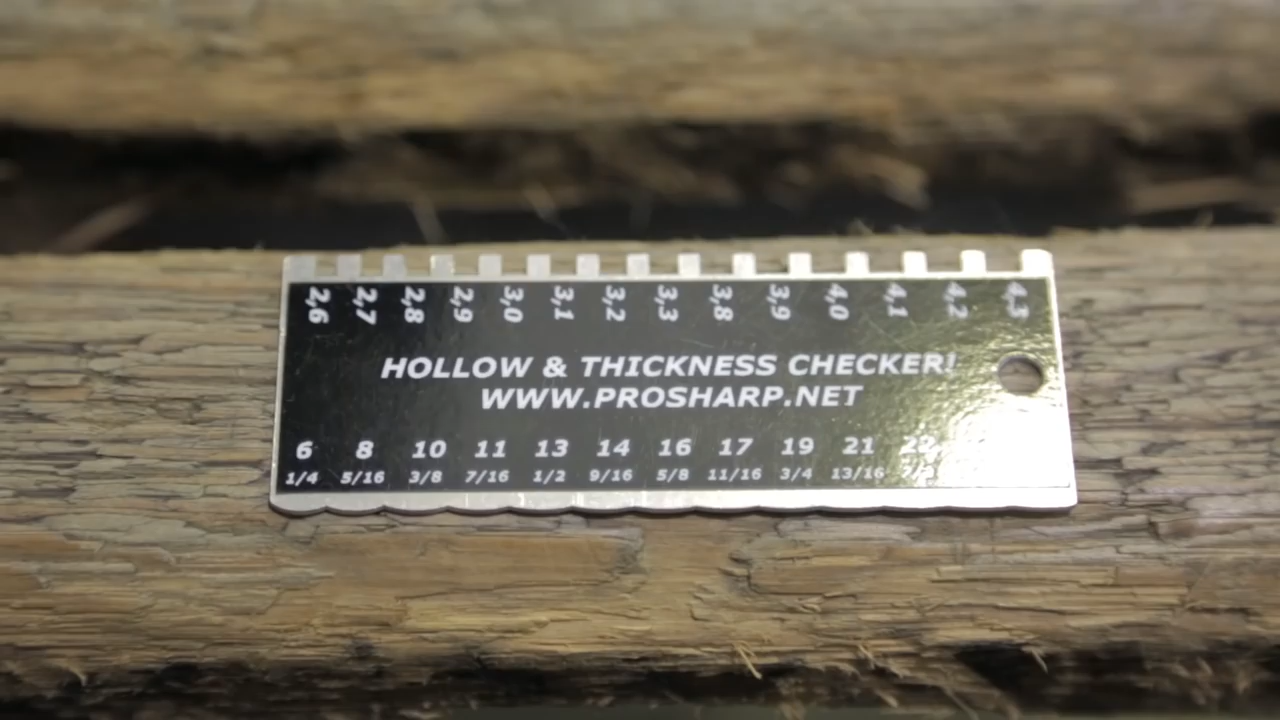 2,6 2,7 2,8 2,9 3,0 3,1 3,2 3,3 3,8 3,9 4,0 4,1 4,2 4,3
HOLLOW & THICKNESS CHECKER!
WWW.PROSHARP.NET
6 8 10 11 13 14 16 17 19 21 22
1/4 5/16 3/8 7/16 1/2 9/16 5/8 11/16 3/4 13/16 7/8